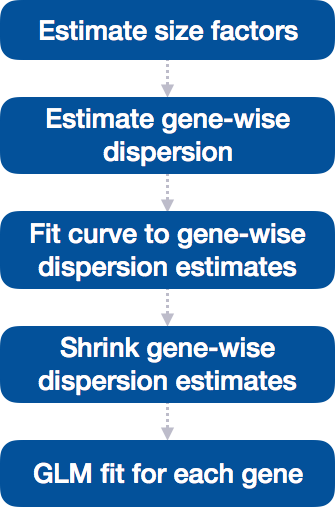 Estimate size factors
Estimate gene-wise
dispersion
Fit curve to gene-wise
dispersion estimates
Shrink gene-wise
dispersion estimates
GLM fit for each gene